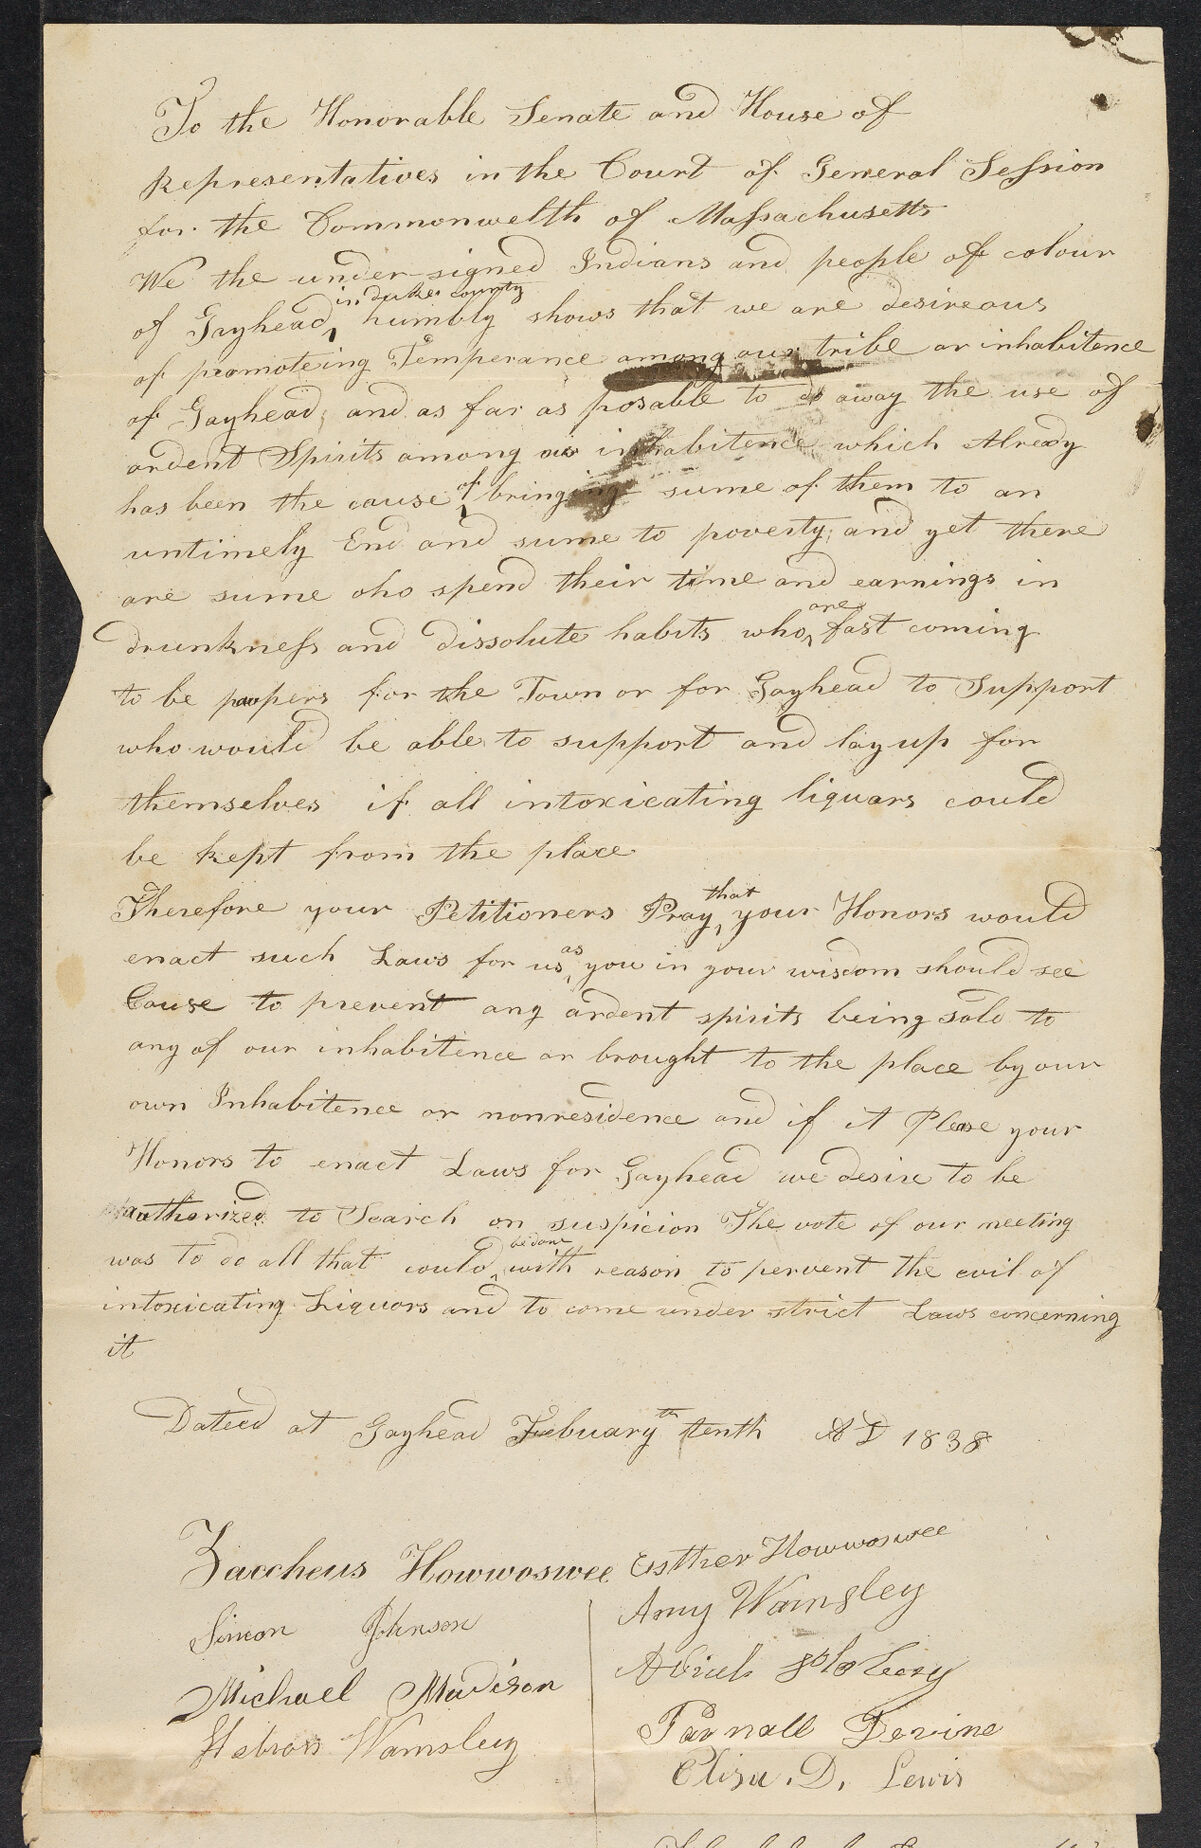 To the Honorable Senate and House of
Representatives in the Court of General Session
for the Commonwelth of Massachusetts
We the under-signed Indians and people of colour
in dukes county
of Gayhead, humbly shows that we are desireous
of promoteing Temperance among our tribe or inhabitence
of Gayhead, and as far as posable to do away the use of
ardent Spirits among our inhabitence which Already
has been the cause of bringing sume of them to an
untimely End and sume to poverty, and yet there
are sume who spend their time and earnings in
drunkness and dissolute habits who are fast coming
to be paupers for the Town or for Gayhead to Support
who would be able to support and lay up for
themselves if all intoxicating liquars could
be kept from the place
Therefore your Petitioners Pray that your Honors would
enact such Laws for us as you in your wisdom should see
Cause to prevent any ardent spirits being sold to
any of our inhabitence or brought to the place by our
own Inhabitence or nonresidence and if it Please your
Honors to enact Laws for Gayhead we desire to be
authorized to Search on suspicion The vote of our meeting
was to do all that could be done with reason to pervent the evil of
intoxicating Liquors and to come under strict Laws concerning
it
Dated at Gayhead Febuary th tenth AD 1838
Zaccheus Howwoswee Esther Howwoswee
Simon Johnson Amy Wamsley
Michael Madison Abiah
Hebron Wamsley Parnall Devine
Eliza. D. Lewis